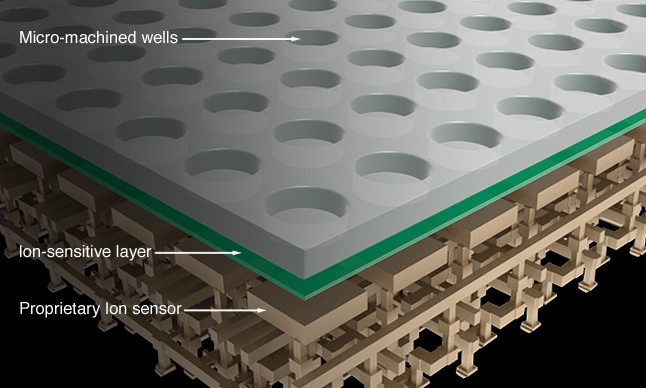 Micro-machined wells
Ion-sensitive layer
Proprietary Ion sensor